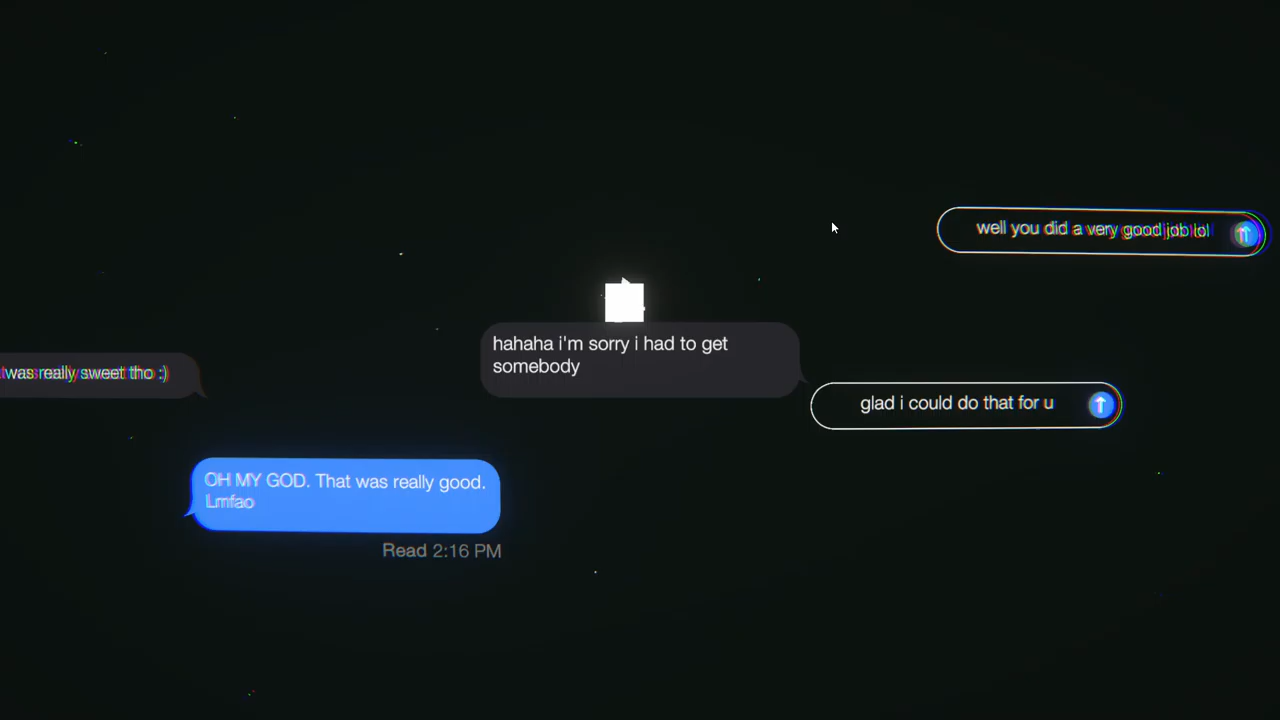 well you did a very good job lol
hahaha i'm sorry i had to get
somebody
was really sweet tho :)
glad i could do that for u
OH MY GOD. That was really good.
Lmfao
Read 2:16 PM